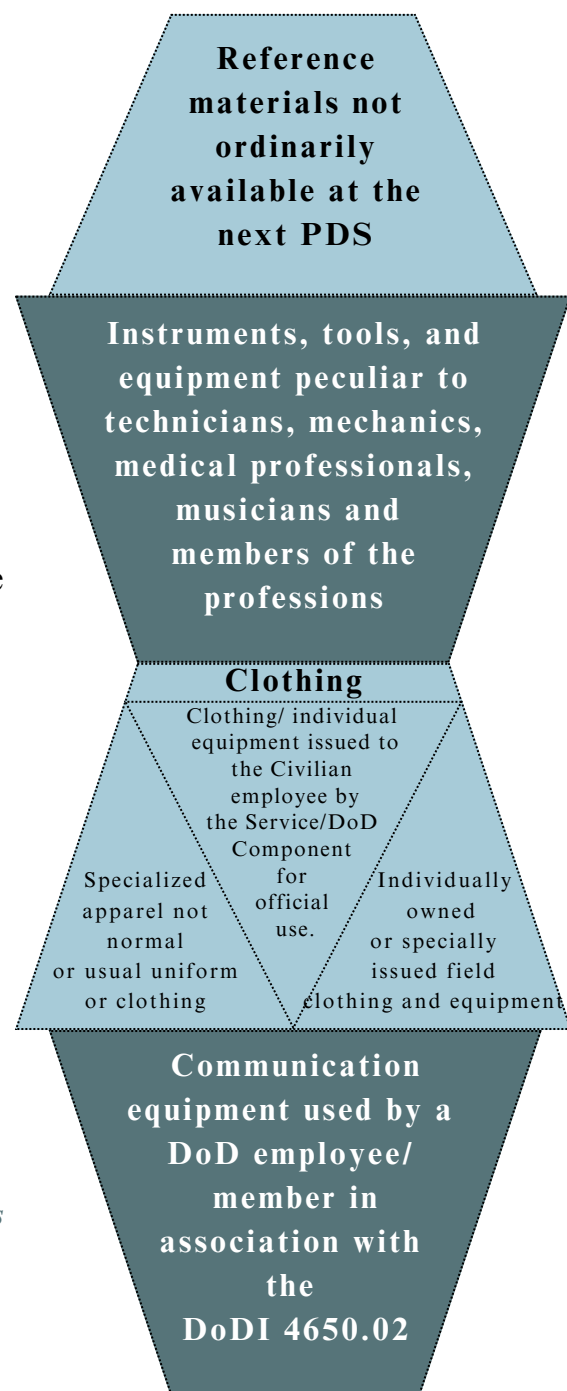 Reference
materials not
ordinarily
available at the
next PDS
Instruments, tools, and
equipment peculiar to
technicians, mechanics,
medical professionals,
musicians and
members of the
professions
e
Clothing
Clothing/ individual
equipment issued to
the Civilian
employee by
the Service/DoD
Component
for
official
use.
Specialized
apparel not
normal
or usual uniform
or clothing
Individually
owned
or specially
issued field
clothing and equipment
Communication
equipment used by a
DoD employee/
member in
association with
the
DoDI 4650.02
s